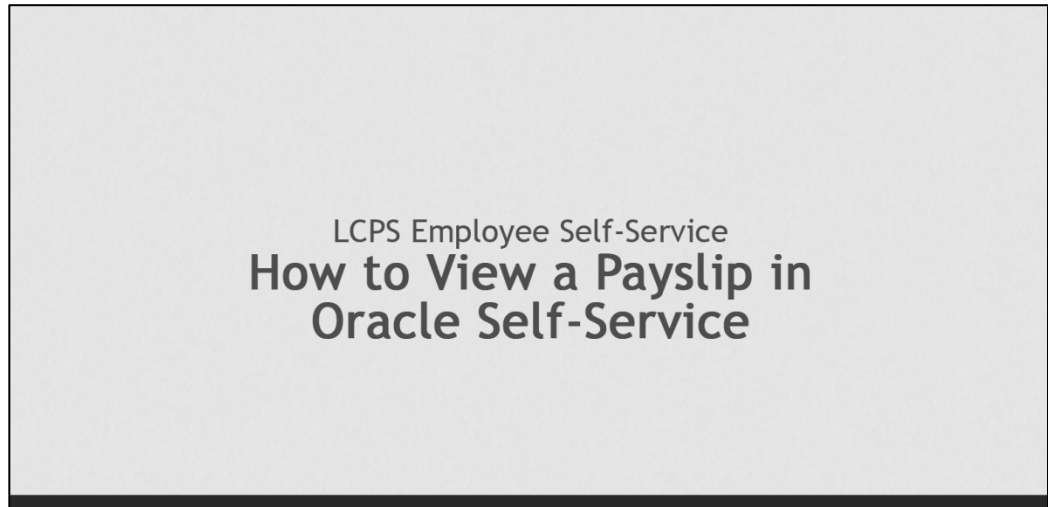 LCPS Employee Self-Service
How to View a Payslip in
Oracle Self-Service